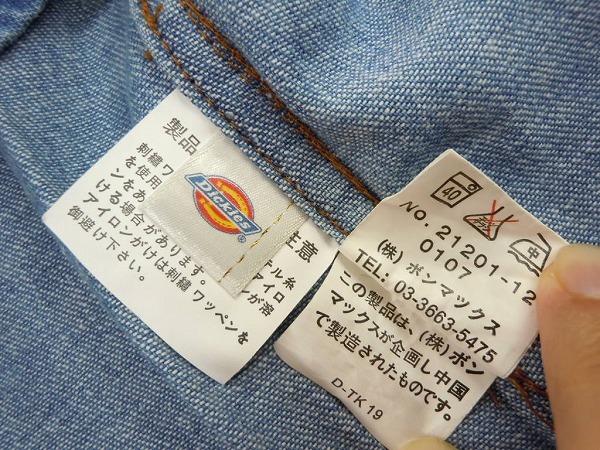 製品
注意
刺繍ワ
テル糸
を使用
アイロ
ンをあ
が溶
ける場合があります。
アイロンがけは刺繍ワッペンを
御避け下さい。
Dickies
40
NO. 21201-12
0107
(株) ボンマックス
TEL: 03-3663-5475
この製品は、(株)ボン
マックスが企画し中国
で製造されたものです。
D-TK 19